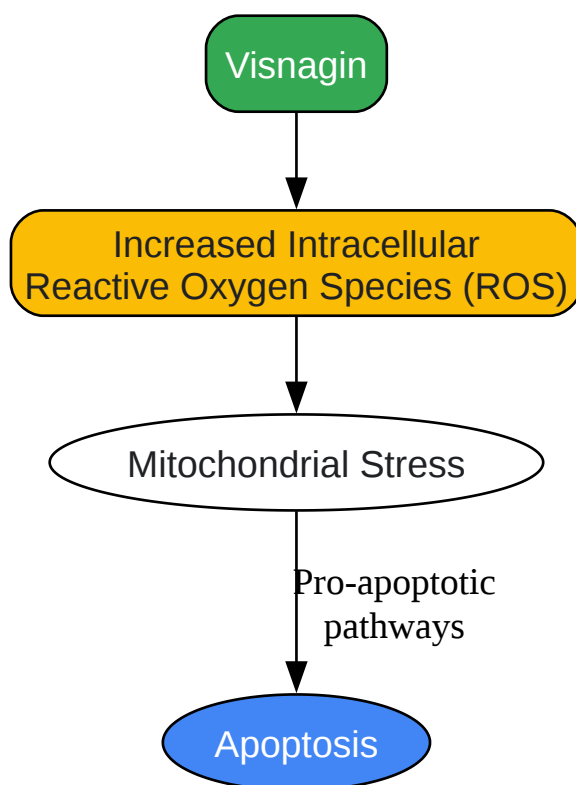 Visnagin
Increased Intracellular
Reactive Oxygen Species (ROS)
Mitochondrial Stress
Pro-apoptotic
pathways
Apoptosis